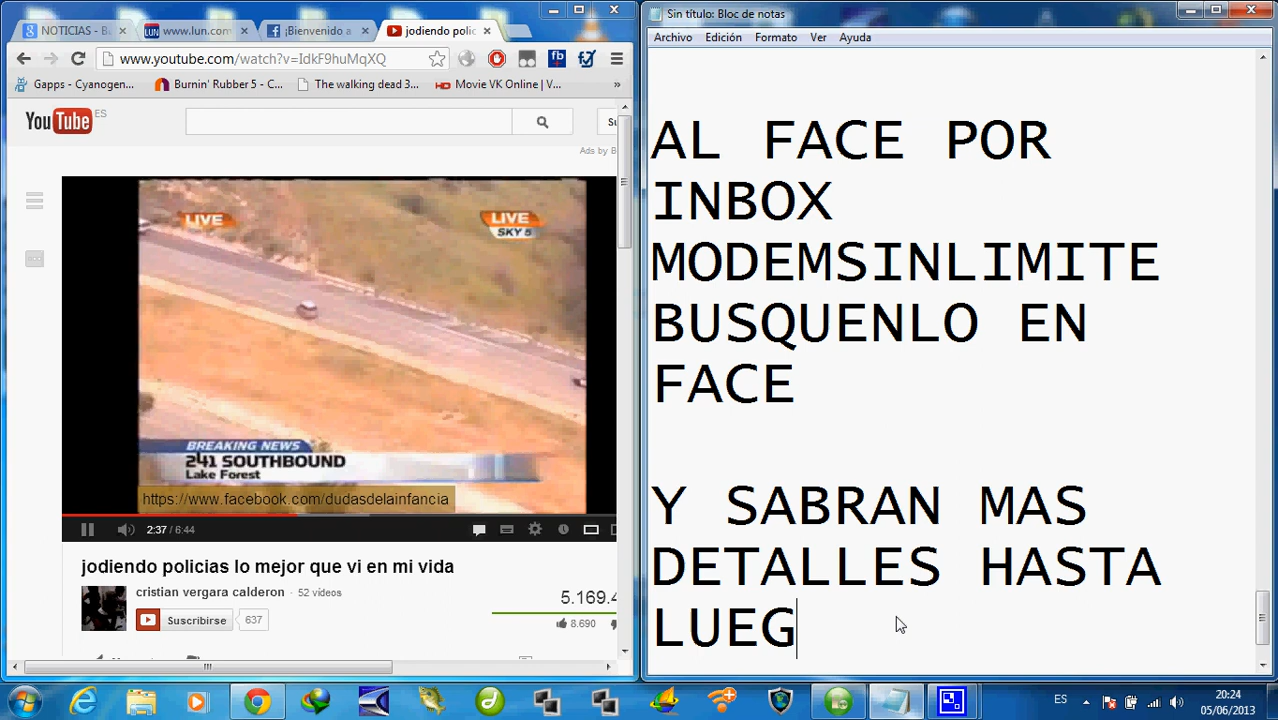 NOTICIAS - B
www.lun.com
¡Bienvenido a
jodiendo polic
www.youtube.com/watch?v=IdkF9huMqXQ
Gapps - Cyanogen...
Burnin' Rubber 5 - C...
The walking dead 3...
Movie VK Online | V...
»
YouTube ES
Ads by B
LIVE
LIVE
SKY 5
BREAKING NEWS
241 SOUTHBOUND
Lake Forest
https://www.facebook.com/dudasdelainfancia
2:37 / 6:44
jodiendo policias lo mejor que vi en mi vida
cristian vergara calderon · 52 vídeos
Suscribirse 637
5.169.4
8.690
Sin título: Bloc de notas
Archivo Edición Formato Ver Ayuda
AL FACE POR
INBOX
MODEMSINLIMITE
BUSQUENLO EN
FACE
Y SABRAN MAS
DETALLES HASTA
LUEG
ES
20:24
05/06/2013